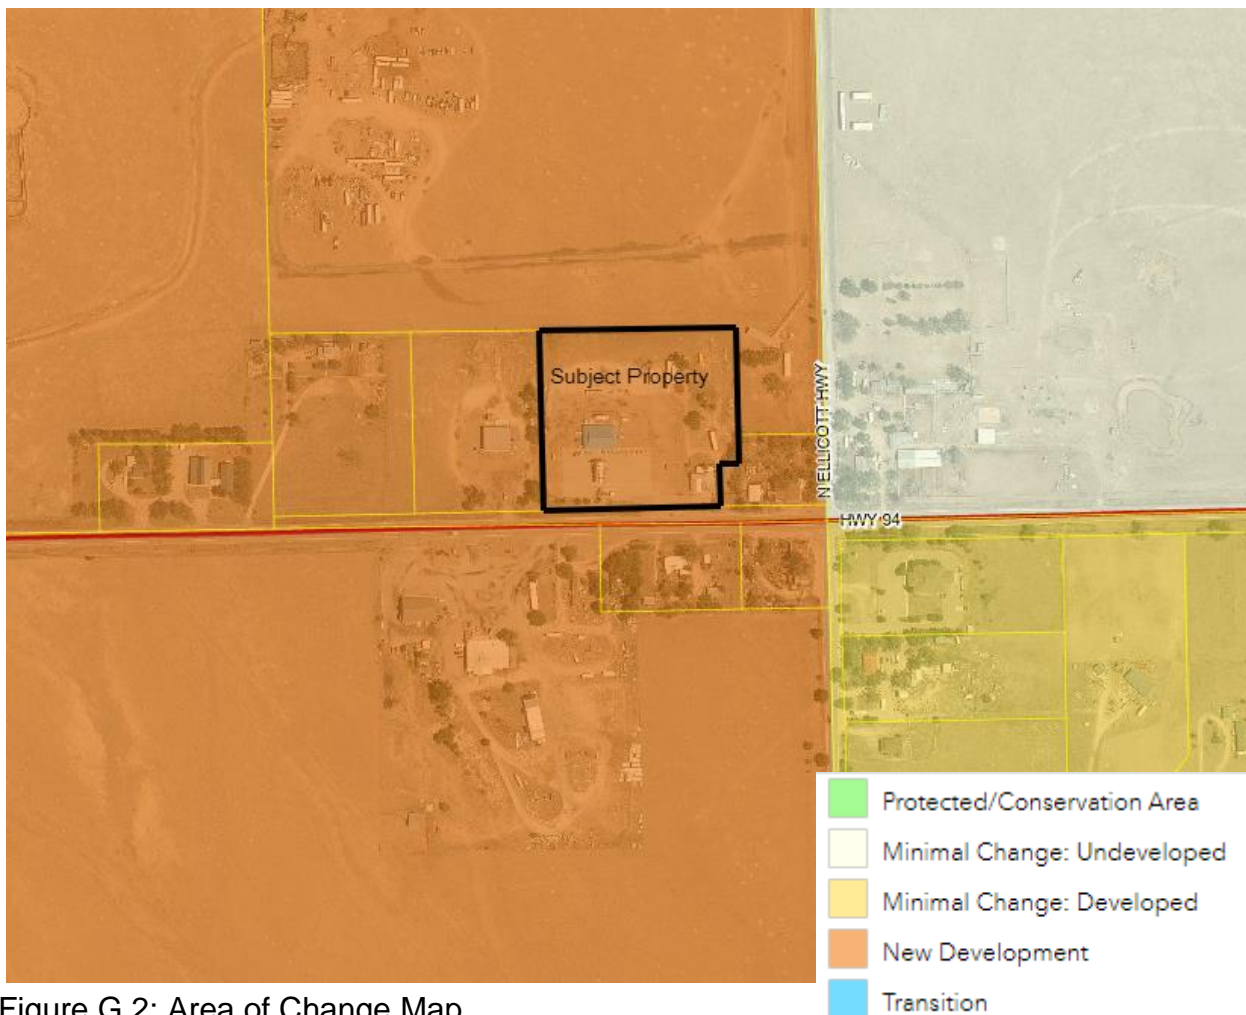 Subject Property
N ELLICOTT HWY
HWY 94
Protected/Conservation Area
Minimal Change: Undeveloped
Minimal Change: Developed
New Development
Transition
Figure G.2: Area of Change Map